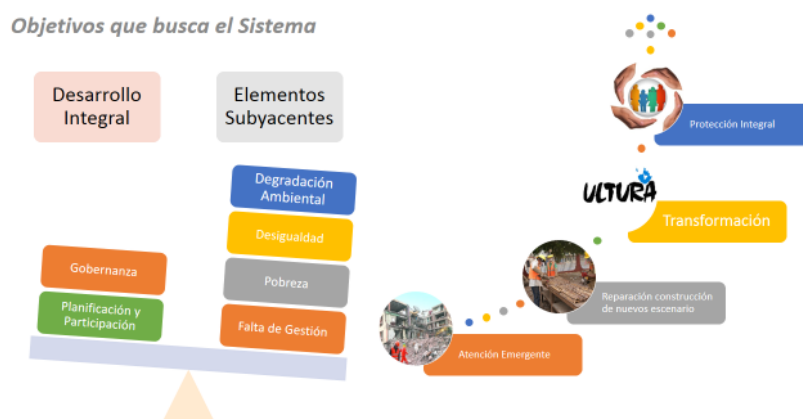 Objetivos que busca el Sistema
Desarrollo
Integral
Elementos
Subyacentes
Degradación
Ambiental
Desigualdad
Gobernanza
Pobreza
Planificación y
Participación
Falta de Gestión
Protección Integral
ULTURA
Transformación
Reparación construcción
de nuevos escenario
Atención Emergente